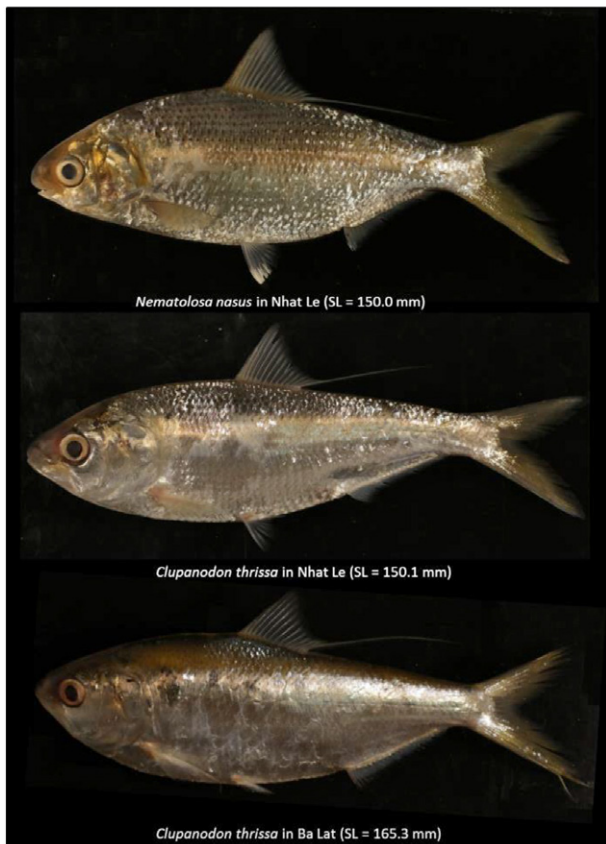 Nematolosa nasus in Nhat Le (SL = 150.0 mm)
Clupanodon thrissa in Nhat Le (SL = 150.1 mm)
Clupanodon thrissa in Ba Lat (SL = 165.3 mm)